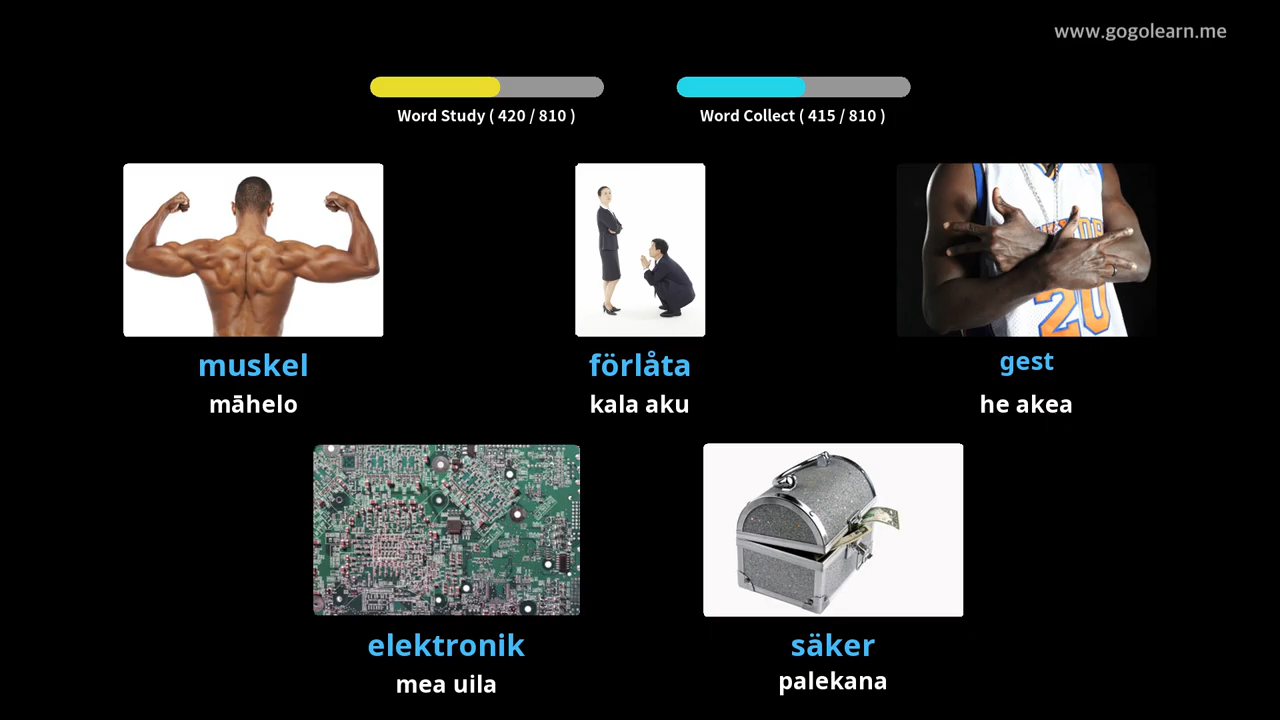 www.gogolearn.me
Word Study ( 420 / 810 )
Word Collect ( 415 / 810 )
muskel
māhelo
förlåta
kala aku
gest
he akea
20
elektronik
mea uila
säker
palekana